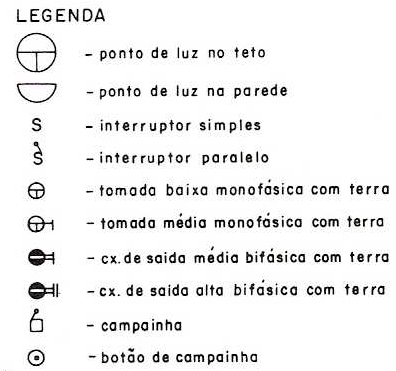 LEGENDA
- ponto de luz no teto
- ponto de luz na parede
S - interruptor simples
S - interruptor paralelo
- tomada baixa monofásica com terra
- tomada média monofásica com terra
- cx. de saida média bifásica com terra
- cx. de saida alta bifásica com terra
- campainha
- botão de campainha